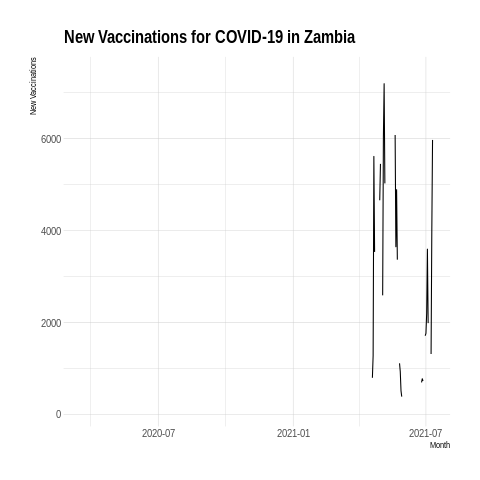 New Vaccinations for COVID-19 in Zambia
New Vaccinations
6000
4000
2000
0
2020-07
2021-01
2021-07
Month